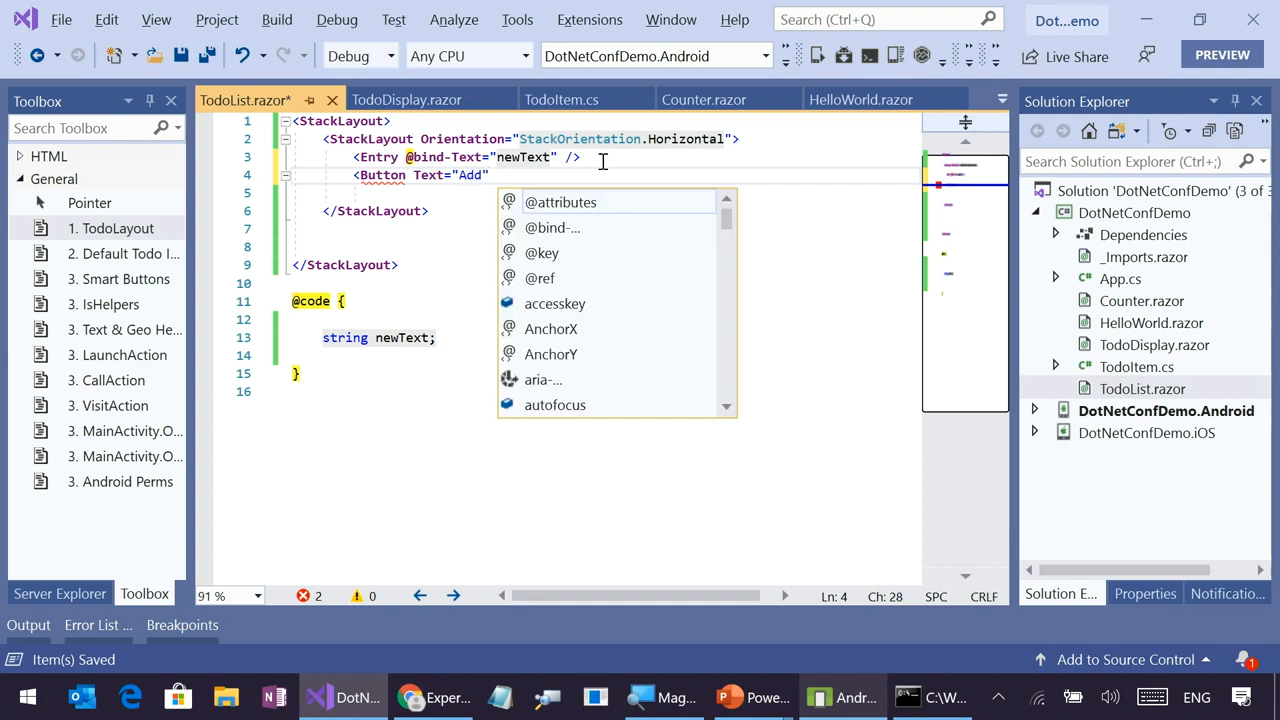 File Edit View Project Build Debug Test Analyze Tools Extensions Window Help Search (Ctrl+Q) Dot...emo
Debug Any CPU DotNetConfDemo.Android Live Share PREVIEW
Toolbox
Search Toolbox
HTML
General
Pointer
1. TodoLayout
2. Default Todo I...
3. Smart Buttons
3. IsHelpers
3. Text & Geo He...
3. LaunchAction
3. CallAction
3. VisitAction
3. MainActivity.O...
3. MainActivity.O...
3. Android Perms
Server Explorer Toolbox
TodoList.razor* TodoDisplay.razor TodoItem.cs Counter.razor HelloWorld.razor
1 <StackLayout>
2 <StackLayout Orientation="StackOrientation.Horizontal">
3 <Entry @bind-Text="newText" />
4 <Button Text="Add"
5
6 </StackLayout>
7
8
9 </StackLayout>
10
11 @code {
12
13 string newText;
14
15 }
16
@attributes
@bind-...
@key
@ref
accesskey
AnchorX
AnchorY
aria-...
autofocus
91 % 2 0 Ln: 4 Ch: 28 SPC CRLF
Solution Explorer
Search Solution Explorer (Ctrl+;)
Solution 'DotNetConfDemo' (3 of 3
DotNetConfDemo
Dependencies
_Imports.razor
App.cs
Counter.razor
HelloWorld.razor
TodoDisplay.razor
TodoItem.cs
TodoList.razor
DotNetConfDemo.Android
DotNetConfDemo.iOS
Solution E... Properties Notificatio...
Output Error List ... Breakpoints
Item(s) Saved Add to Source Control 1
DotN... Exper Mag... Powe... Andr... C:\W... ENG